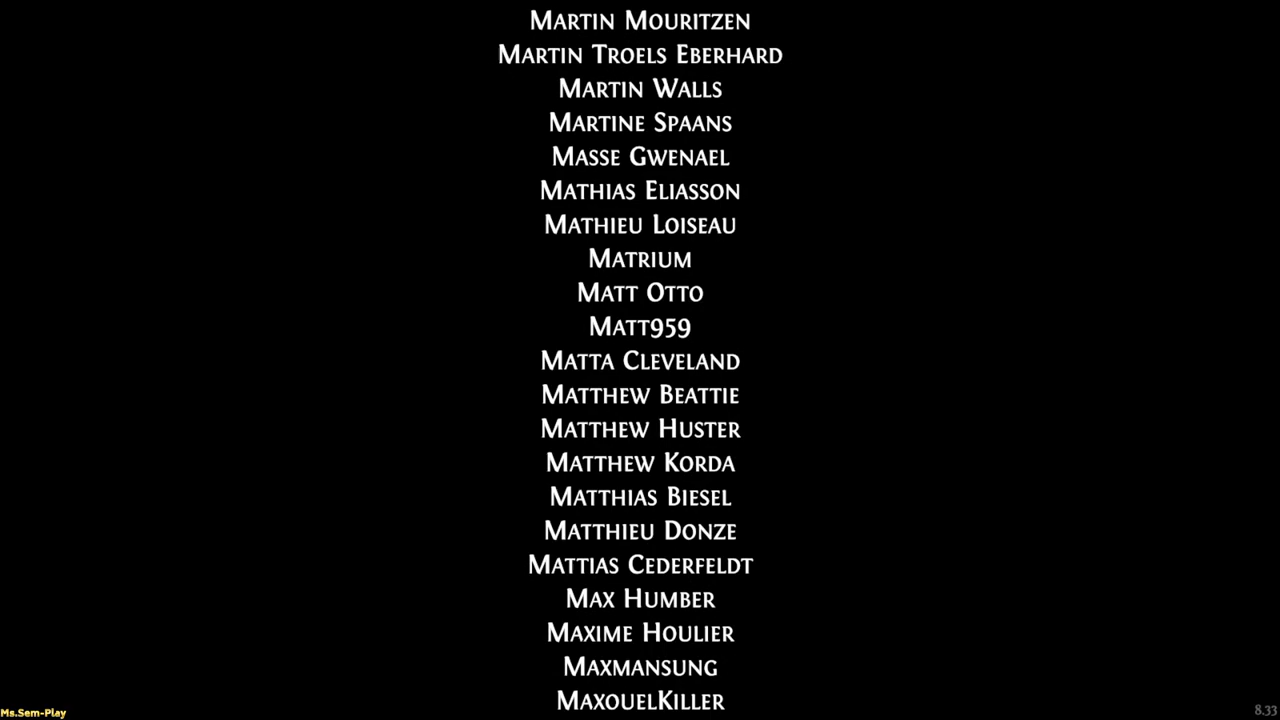 Martin Mouritzen
Martin Troels Eberhard
Martin Walls
Martine Spaans
Masse Gwenael
Mathias Eliasson
Mathieu Loiseau
Matrium
Matt Otto
Matt959
Matta Cleveland
Matthew Beattie
Matthew Huster
Matthew Korda
Matthias Biesel
Matthieu Donze
Mattias Cederfeldt
Max Humber
Maxime Houlier
Maxmansung
MaxouelKiller
Ms.Sem-Play
8.33